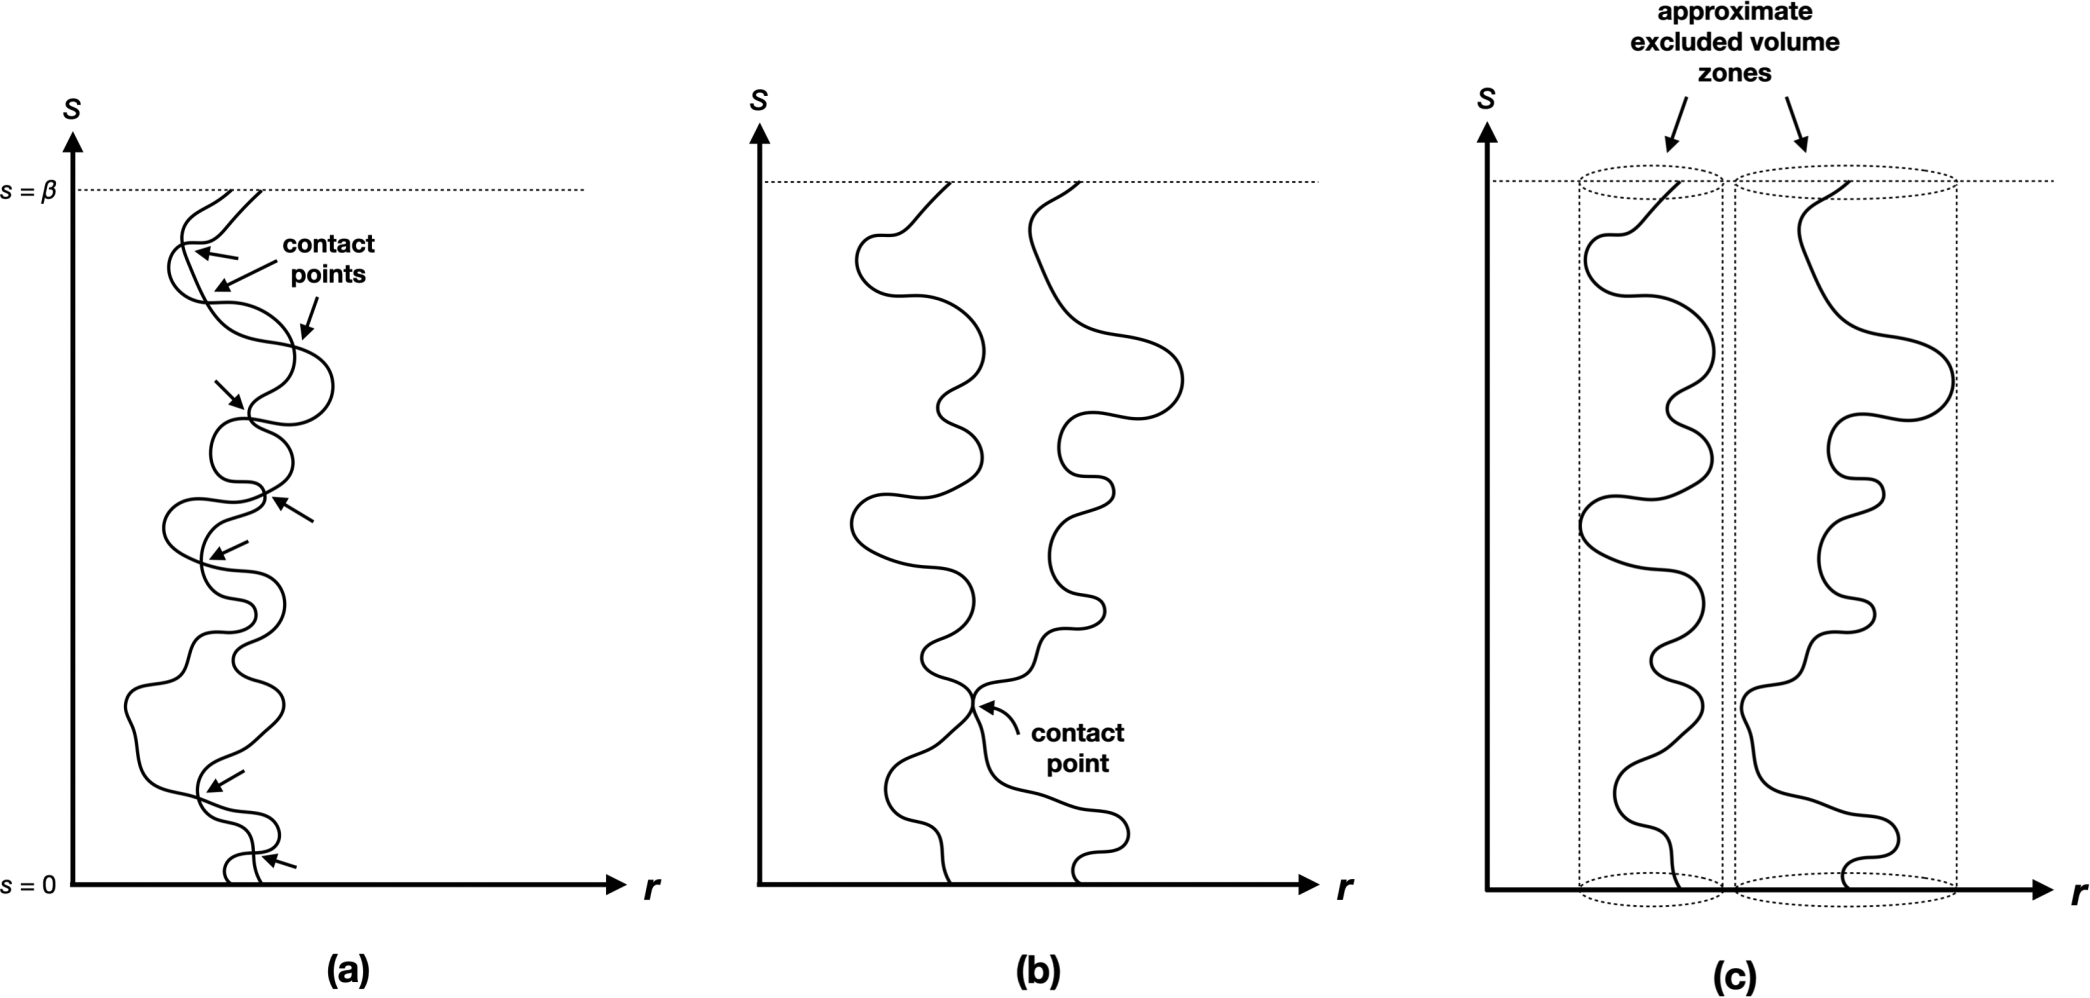 approximate
excluded volume
zones
s
s
s
s = β
contact
points
contact
point
s = 0
r
r
r
(a)
(b)
(c)